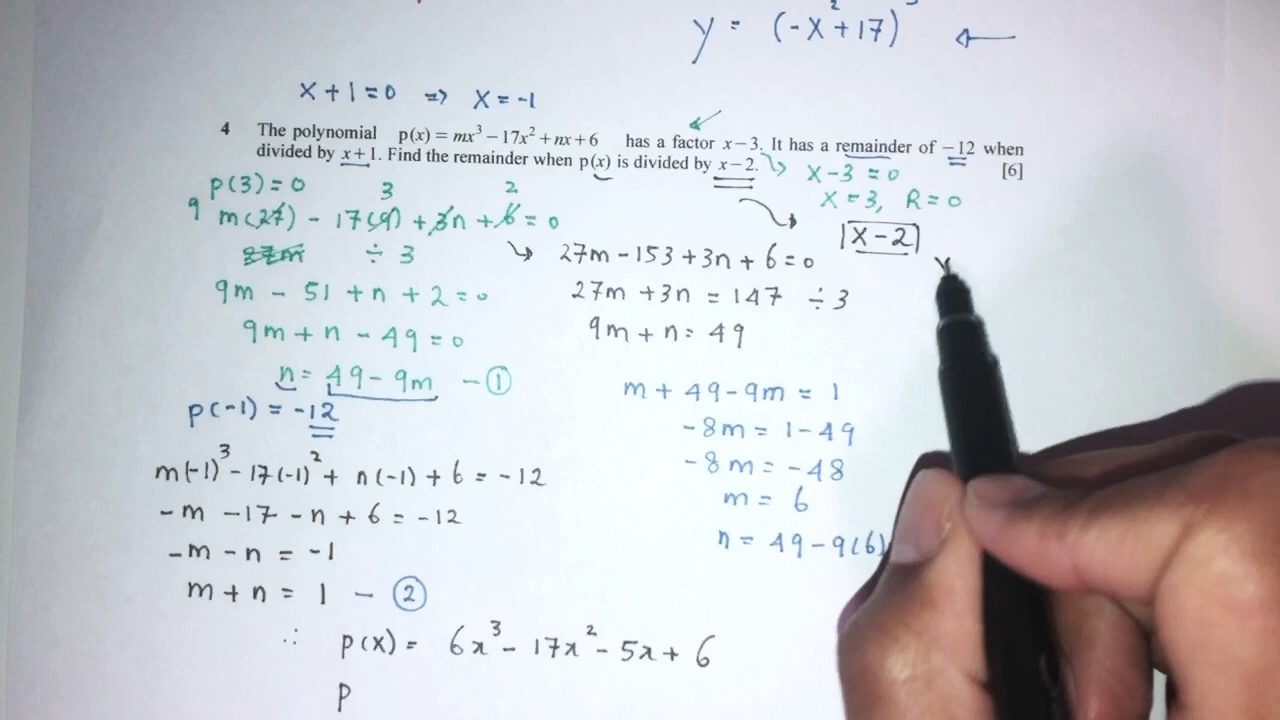 y = (-x² + 17)
x + 1 = 0 ⇒ x = -1
4 The polynomial p(x) = mx³ − 17x² + nx + 6 has a factor x − 3. It has a remainder of −12 when
divided by x + 1. Find the remainder when p(x) is divided by x − 2. [6]
x - 3 = 0
x = 3, R = 0
|x - 2|
p(3) = 0
9 3 2
m(27) - 17(9) + 3n + 6 = 0
27m ÷ 3
9m - 51 + n + 2 = 0
9m + n - 49 = 0
n = 49 - 9m - ①
27m - 153 + 3n + 6 = 0
27m + 3n = 147 ÷ 3
9m + n = 49
p(-1) = -12
m(-1)³ - 17(-1)² + n(-1) + 6 = -12
-m - 17 - n + 6 = -12
-m - n = -1
m + n = 1 - ②
m + 49 - 9m = 1
-8m = 1 - 49
-8m = -48
m = 6
n = 49 - 9(6)
∴ p(x) = 6x³ - 17x² - 5x + 6
p